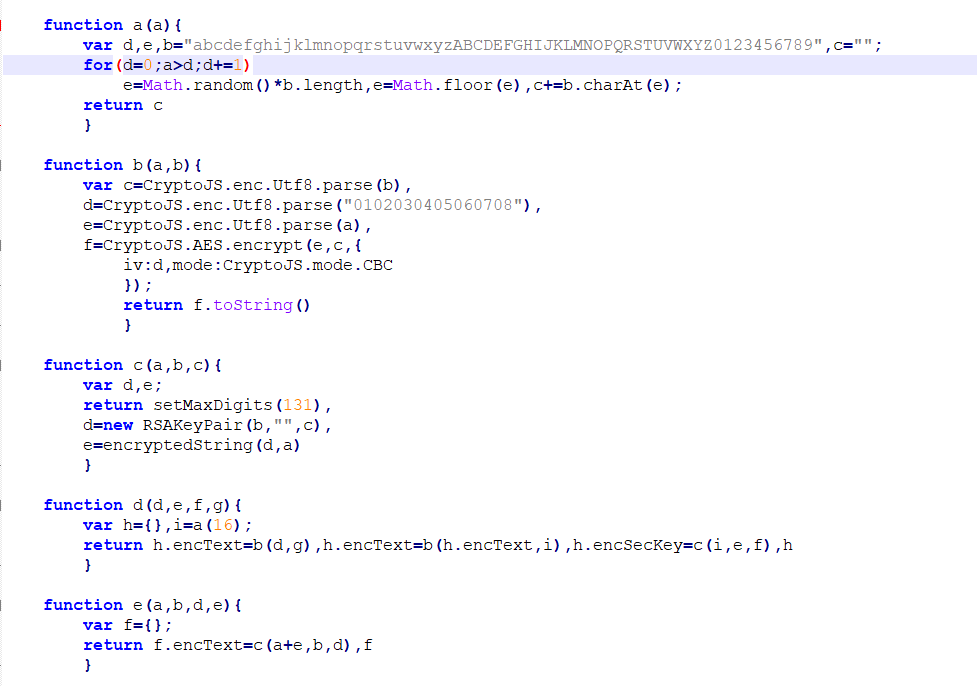 function a(a){
var d,e,b="abcdefghijklmnopqrstuvwxyzABCDEFGHIJKLMNOPQRSTUVWXYZ0123456789",c="";
for(d=0;a>d;d+=1)
e=Math.random()*b.length,e=Math.floor(e),c+=b.charAt(e);
return c
}
function b(a,b){
var c=CryptoJS.enc.Utf8.parse(b),
d=CryptoJS.enc.Utf8.parse("0102030405060708"),
e=CryptoJS.enc.Utf8.parse(a),
f=CryptoJS.AES.encrypt(e,c,{
iv:d,mode:CryptoJS.mode.CBC
});
return f.toString()
}
function c(a,b,c){
var d,e;
return setMaxDigits(131),
d=new RSAKeyPair(b,"",c),
e=encryptedString(d,a)
}
function d(d,e,f,g){
var h={},i=a(16);
return h.encText=b(d,g),h.encText=b(h.encText,i),h.encSecKey=c(i,e,f),h
}
function e(a,b,d,e){
var f={};
return f.encText=c(a+e,b,d),f
}